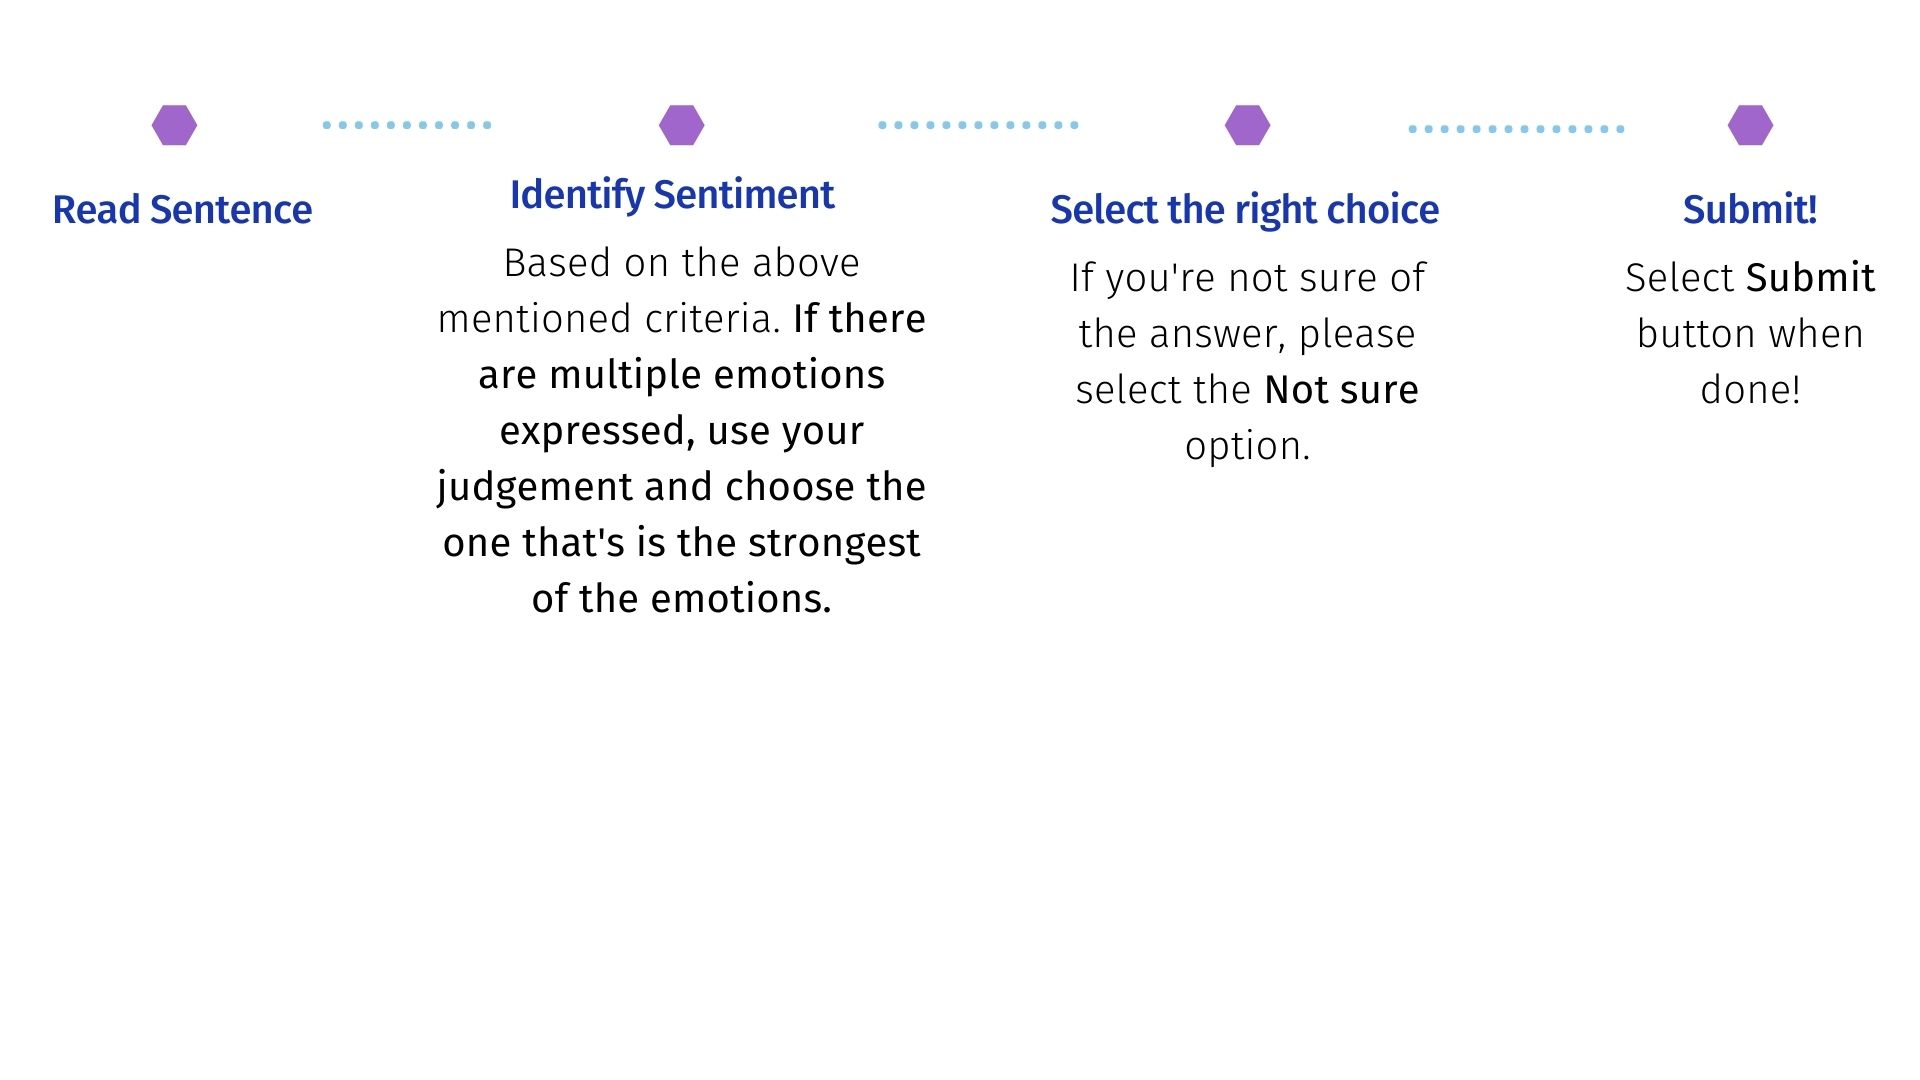 Read Sentence
Identify Sentiment
Based on the above
mentioned criteria. If there
are multiple emotions
expressed, use your
judgement and choose the
one that's is the strongest
of the emotions.
Select the right choice
If you're not sure of
the answer, please
select the Not sure
option.
Submit!
Select Submit
button when
done!